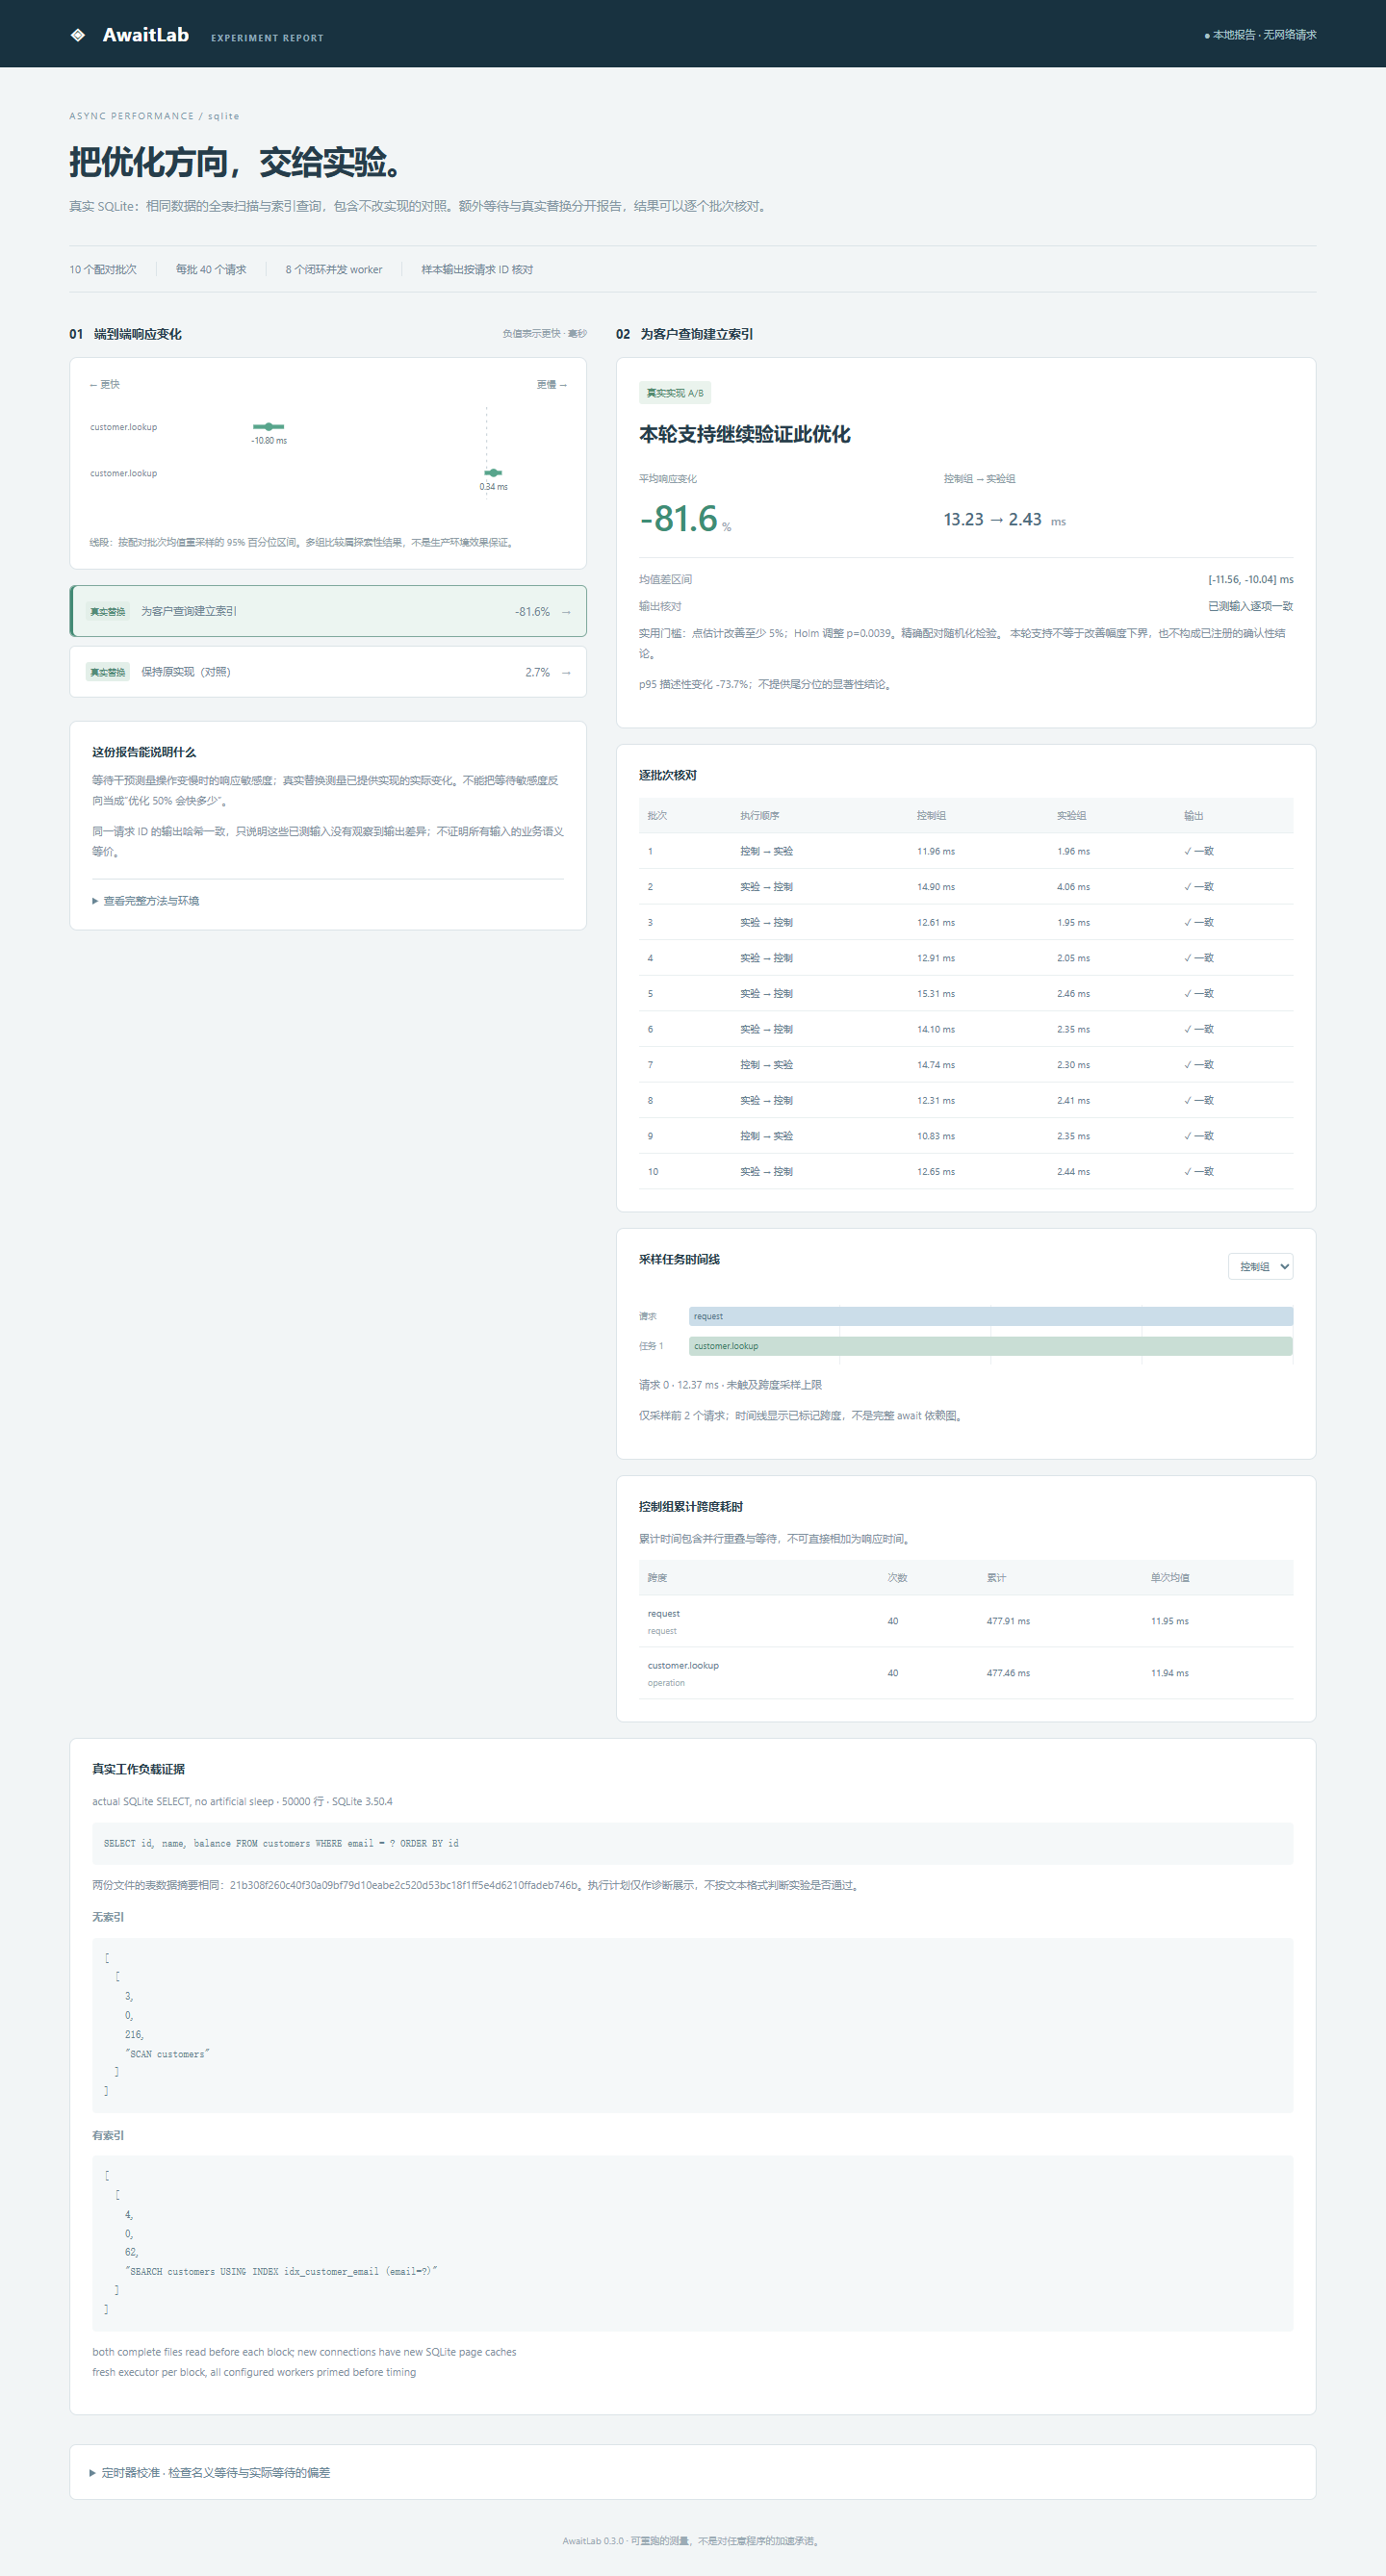 ◈ AwaitLab EXPERIMENT REPORT
● 本地报告 · 无网络请求
ASYNC PERFORMANCE / sqlite
把优化方向，交给实验。
真实 SQLite：相同数据的全表扫描与索引查询，包含不改实现的对照。额外等待与真实替换分开报告，结果可以逐个批次核对。
10 个配对批次
每批 40 个请求
8 个闭环并发 worker
样本输出按请求 ID 核对
01 端到端响应变化
负值表示更快 · 毫秒
← 更快
更慢 →
customer.lookup
-10.80 ms
customer.lookup
0.34 ms
线段：按配对批次均值重采样的 95% 百分位区间。多组比较属探索性结果，不是生产环境效果保证。
真实替换 为客户查询建立索引 -81.6% →
真实替换 保持原实现（对照） 2.7% →
这份报告能说明什么
等待干预测量操作变慢时的响应敏感度；真实替换测量已提供实现的实际变化。不能把等待敏感度反
向当成“优化 50% 会快多少”。
同一请求 ID 的输出哈希一致，只说明这些已测输入没有观察到输出差异；不证明所有输入的业务语义
等价。
▶ 查看完整方法与环境
02 为客户查询建立索引
真实实现 A/B
本轮支持继续验证此优化
平均响应变化
-81.6 %
控制组 → 实验组
13.23 → 2.43 ms
均值差区间 [-11.56, -10.04] ms
输出核对 已测输入逐项一致
实用门槛：点估计改善至少 5%；Holm 调整 p=0.0039。精确配对随机化检验。 本轮支持不等于改善幅度下界，也不构成已注册的确认性结
论。
p95 描述性变化 -73.7%；不提供尾分位的显著性结论。
逐批次核对
批次 执行顺序 控制组 实验组 输出
1 控制 → 实验 11.96 ms 1.96 ms ✓ 一致
2 实验 → 控制 14.90 ms 4.06 ms ✓ 一致
3 实验 → 控制 12.61 ms 1.95 ms ✓ 一致
4 实验 → 控制 12.91 ms 2.05 ms ✓ 一致
5 实验 → 控制 15.31 ms 2.46 ms ✓ 一致
6 实验 → 控制 14.10 ms 2.35 ms ✓ 一致
7 控制 → 实验 14.74 ms 2.30 ms ✓ 一致
8 实验 → 控制 12.31 ms 2.41 ms ✓ 一致
9 控制 → 实验 10.83 ms 2.35 ms ✓ 一致
10 实验 → 控制 12.65 ms 2.44 ms ✓ 一致
采样任务时间线
控制组
请求 request
任务 1 customer.lookup
请求 0 · 12.37 ms · 未触及跨度采样上限
仅采样前 2 个请求；时间线显示已标记跨度，不是完整 await 依赖图。
控制组累计跨度耗时
累计时间包含并行重叠与等待，不可直接相加为响应时间。
跨度 次数 累计 单次均值
request
request
40 477.91 ms 11.95 ms
customer.lookup
operation
40 477.46 ms 11.94 ms
真实工作负载证据
actual SQLite SELECT, no artificial sleep · 50000 行 · SQLite 3.50.4
SELECT id, name, balance FROM customers WHERE email = ? ORDER BY id
两份文件的表数据摘要相同：21b308f260c40f30a09bf79d10eabe2c520d53bc18f1ff5e4d6210ffadeb746b。执行计划仅作诊断展示，不按文本格式判断实验是否通过。
无索引
[
[
3,
0,
216,
"SCAN customers"
]
]
有索引
[
[
4,
0,
62,
"SEARCH customers USING INDEX idx_customer_email (email=?)"
]
]
both complete files read before each block; new connections have new SQLite page caches
fresh executor per block, all configured workers primed before timing
▶ 定时器校准 · 检查名义等待与实际等待的偏差
AwaitLab 0.3.0 · 可重跑的测量，不是对任意程序的加速承诺。